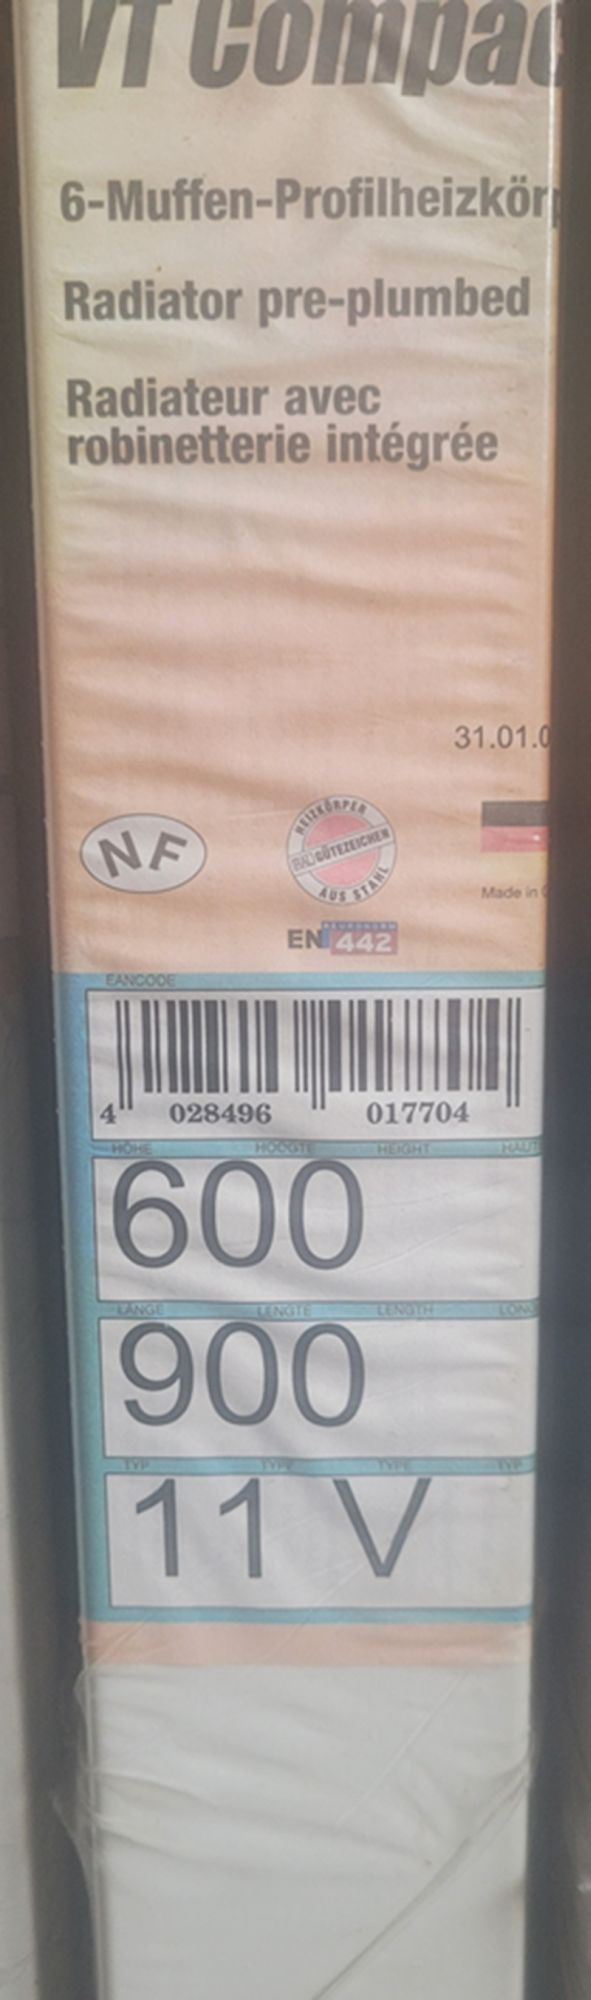 VT Compac
6-Muffen-Profilheizkörp
Radiator pre-plumbed
Radiateur avec
robinetterie intégrée
31.01.0
NF
HEIZKÖRPER
RAL GÜTEZEICHEN
AUS STAHL
Made in G
EN EURONORM 442
EANCODE
4 028496 017704
HÖHE HOOGTE HEIGHT HAUT
600
LÄNGE LENGTE LENGTH LONG
900
TYP TYPE TYPE TYP
11 V